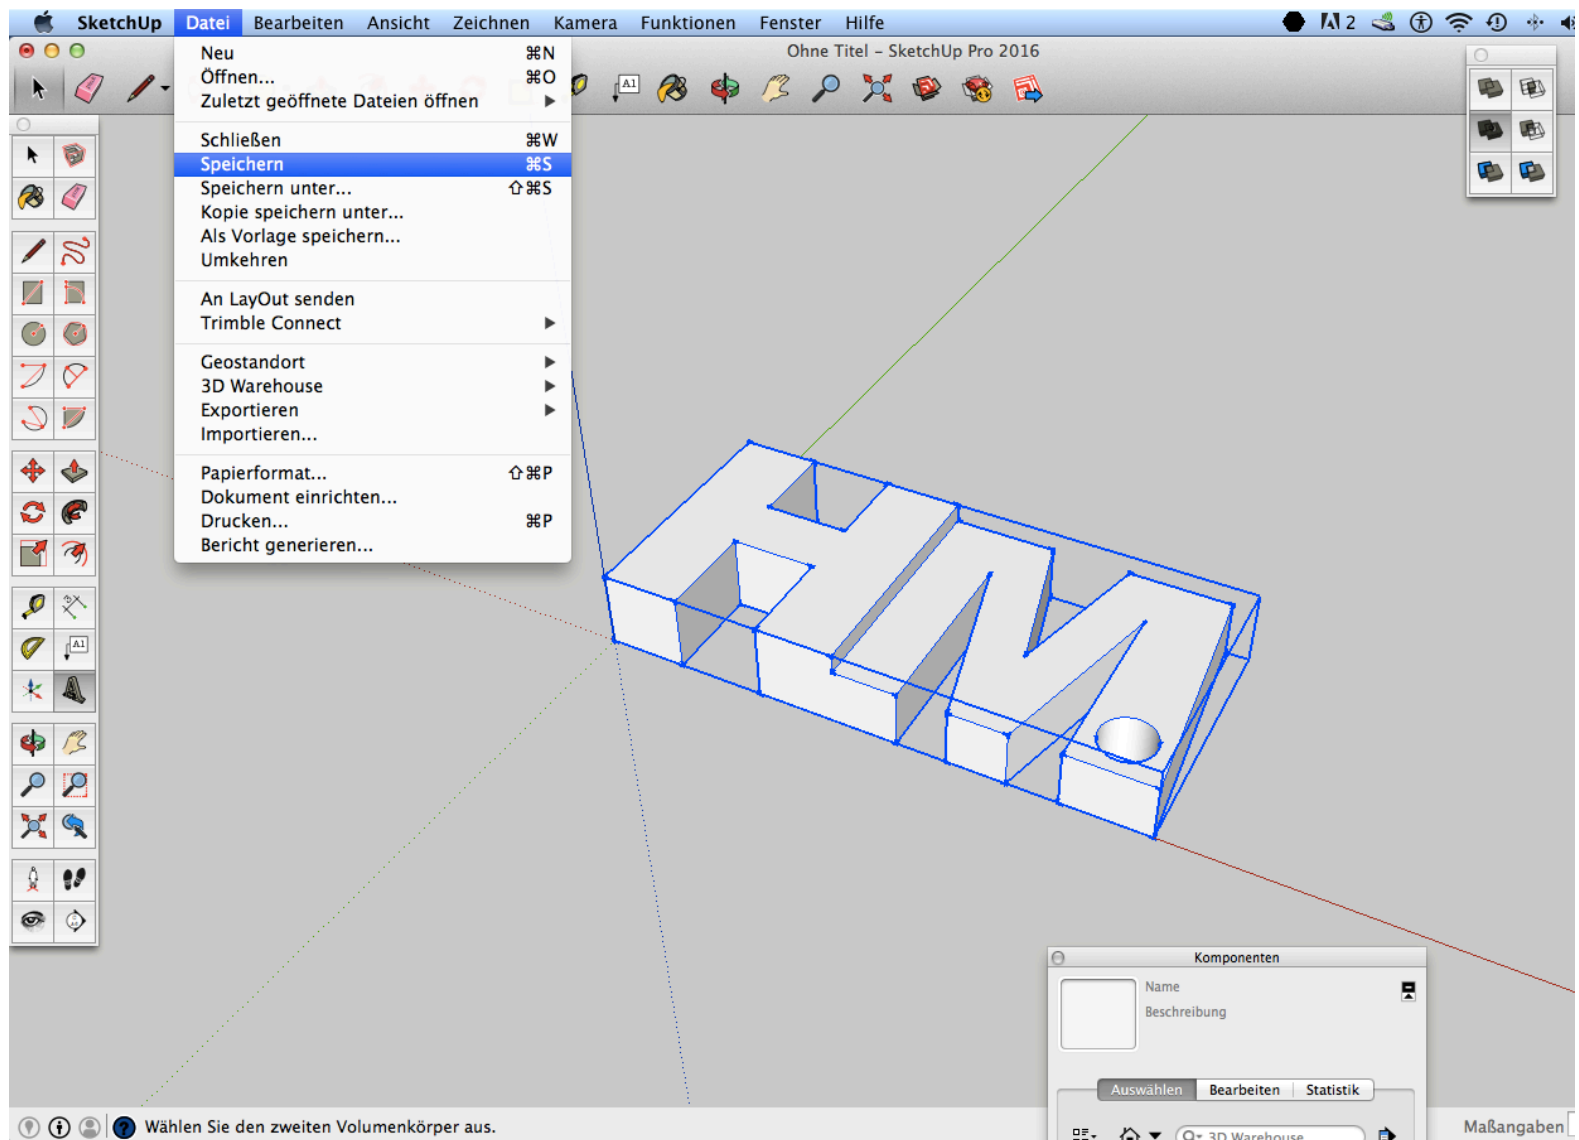 SketchUp Datei Bearbeiten Ansicht Zeichnen Kamera Funktionen Fenster Hilfe 2
Ohne Titel – SketchUp Pro 2016
Neu ⌘N
Öffnen... ⌘O
Zuletzt geöffnete Dateien öffnen
Schließen ⌘W
Speichern ⌘S
Speichern unter... ⇧⌘S
Kopie speichern unter...
Als Vorlage speichern...
Umkehren
An LayOut senden
Trimble Connect
Geostandort
3D Warehouse
Exportieren
Importieren...
Papierformat... ⇧⌘P
Dokument einrichten...
Drucken... ⌘P
Bericht generieren...
A1
A1
Komponenten
Name
Beschreibung
Auswählen Bearbeiten Statistik
3D Warehouse
Wählen Sie den zweiten Volumenkörper aus.
Maßangaben